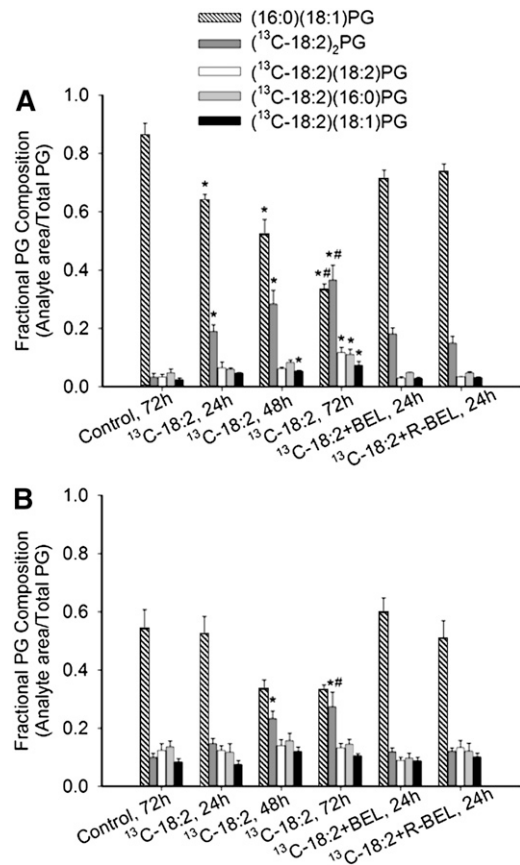 (16:0)(18:1)PG
(¹³C-18:2)₂PG
(¹³C-18:2)(18:2)PG
(¹³C-18:2)(16:0)PG
(¹³C-18:2)(18:1)PG
A
Fractional PG Composition
(Analyte area/Total PG)
1.0
0.8
0.6
0.4
0.2
0.0
*
*
*
*
*
*#
*#
*
*
*
Control, 72h
¹³C-18:2, 24h
¹³C-18:2, 48h
¹³C-18:2, 72h
¹³C-18:2+BEL, 24h
¹³C-18:2+R-BEL, 24h
B
Fractional PG Composition
(Analyte area/Total PG)
1.0
0.8
0.6
0.4
0.2
0.0
*
*#
Control, 72h
¹³C-18:2, 24h
¹³C-18:2, 48h
¹³C-18:2, 72h
¹³C-18:2+BEL, 24h
¹³C-18:2+R-BEL, 24h